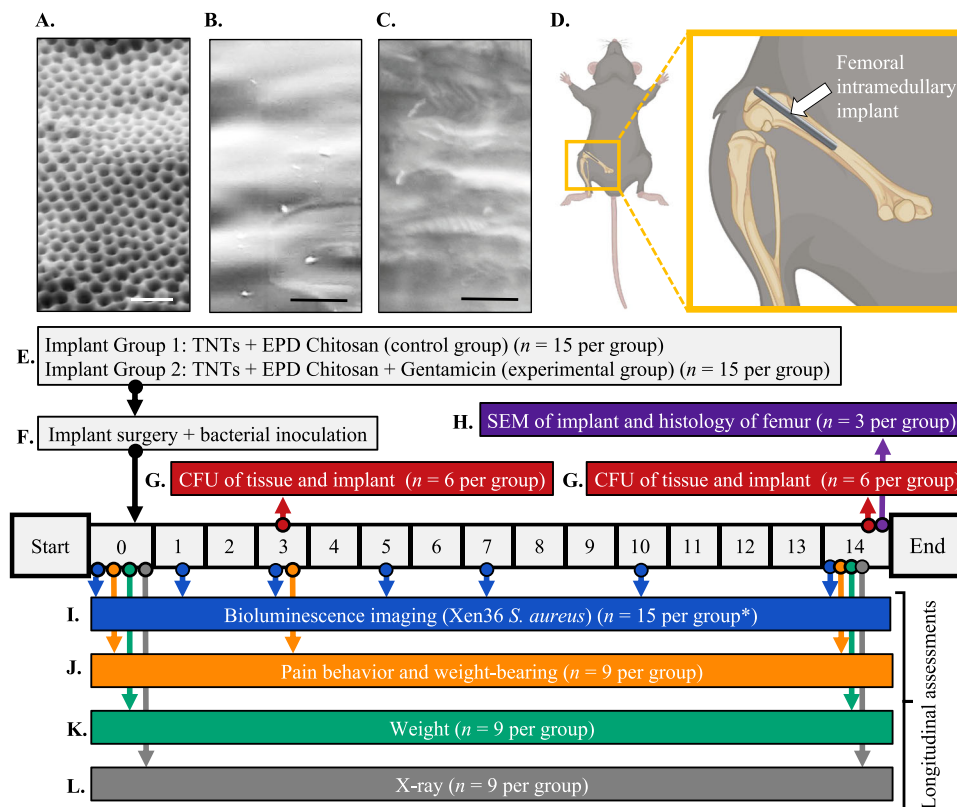 A.
B.
C.
D.
Femoral
intramedullary
implant
E.
Implant Group 1: TNTs + EPD Chitosan (control group) (n = 15 per group)
Implant Group 2: TNTs + EPD Chitosan + Gentamicin (experimental group) (n = 15 per group)
F.
Implant surgery + bacterial inoculation
H.
SEM of implant and histology of femur (n = 3 per group)
G.
CFU of tissue and implant (n = 6 per group)
G.
CFU of tissue and implant (n = 6 per group)
Start
0
1
2
3
4
5
6
7
8
9
10
11
12
13
14
End
I.
Bioluminescence imaging (Xen36 S. aureus) (n = 15 per group*)
J.
Pain behavior and weight-bearing (n = 9 per group)
K.
Weight (n = 9 per group)
L.
X-ray (n = 9 per group)
Longitudinal assessments